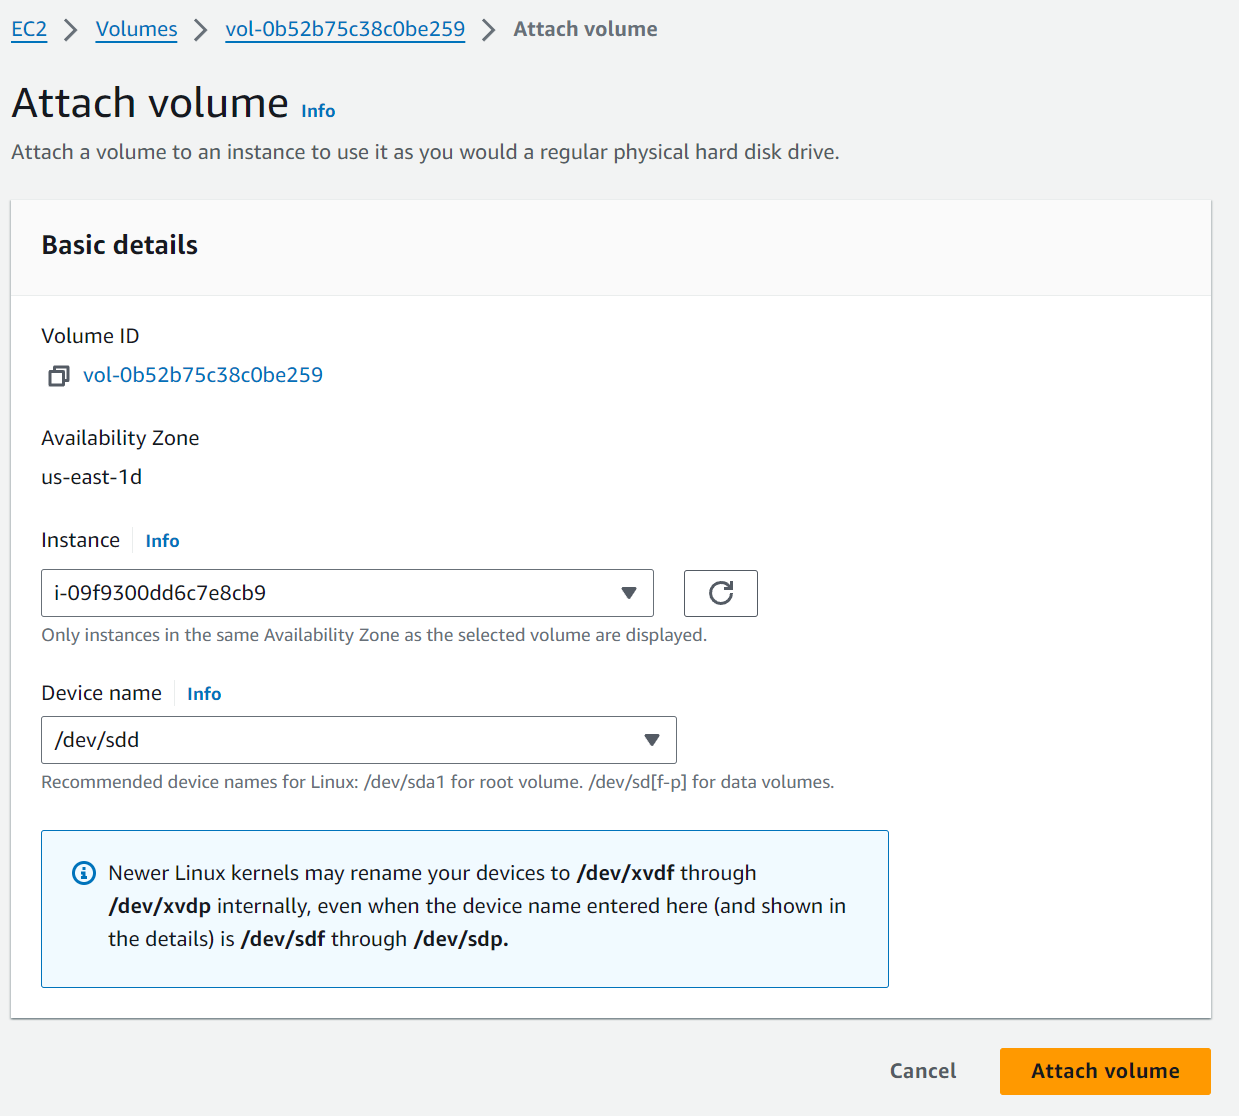 EC2 > Volumes > vol-0b52b75c38c0be259 > Attach volume
Attach volume Info
Attach a volume to an instance to use it as you would a regular physical hard disk drive.
Basic details
Volume ID
vol-0b52b75c38c0be259
Availability Zone
us-east-1d
Instance Info
i-09f9300dd6c7e8cb9
Only instances in the same Availability Zone as the selected volume are displayed.
Device name Info
/dev/sdd
Recommended device names for Linux: /dev/sda1 for root volume. /dev/sd[f-p] for data volumes.
Newer Linux kernels may rename your devices to /dev/xvdf through
/dev/xvdp internally, even when the device name entered here (and shown in
the details) is /dev/sdf through /dev/sdp.
Cancel Attach volume